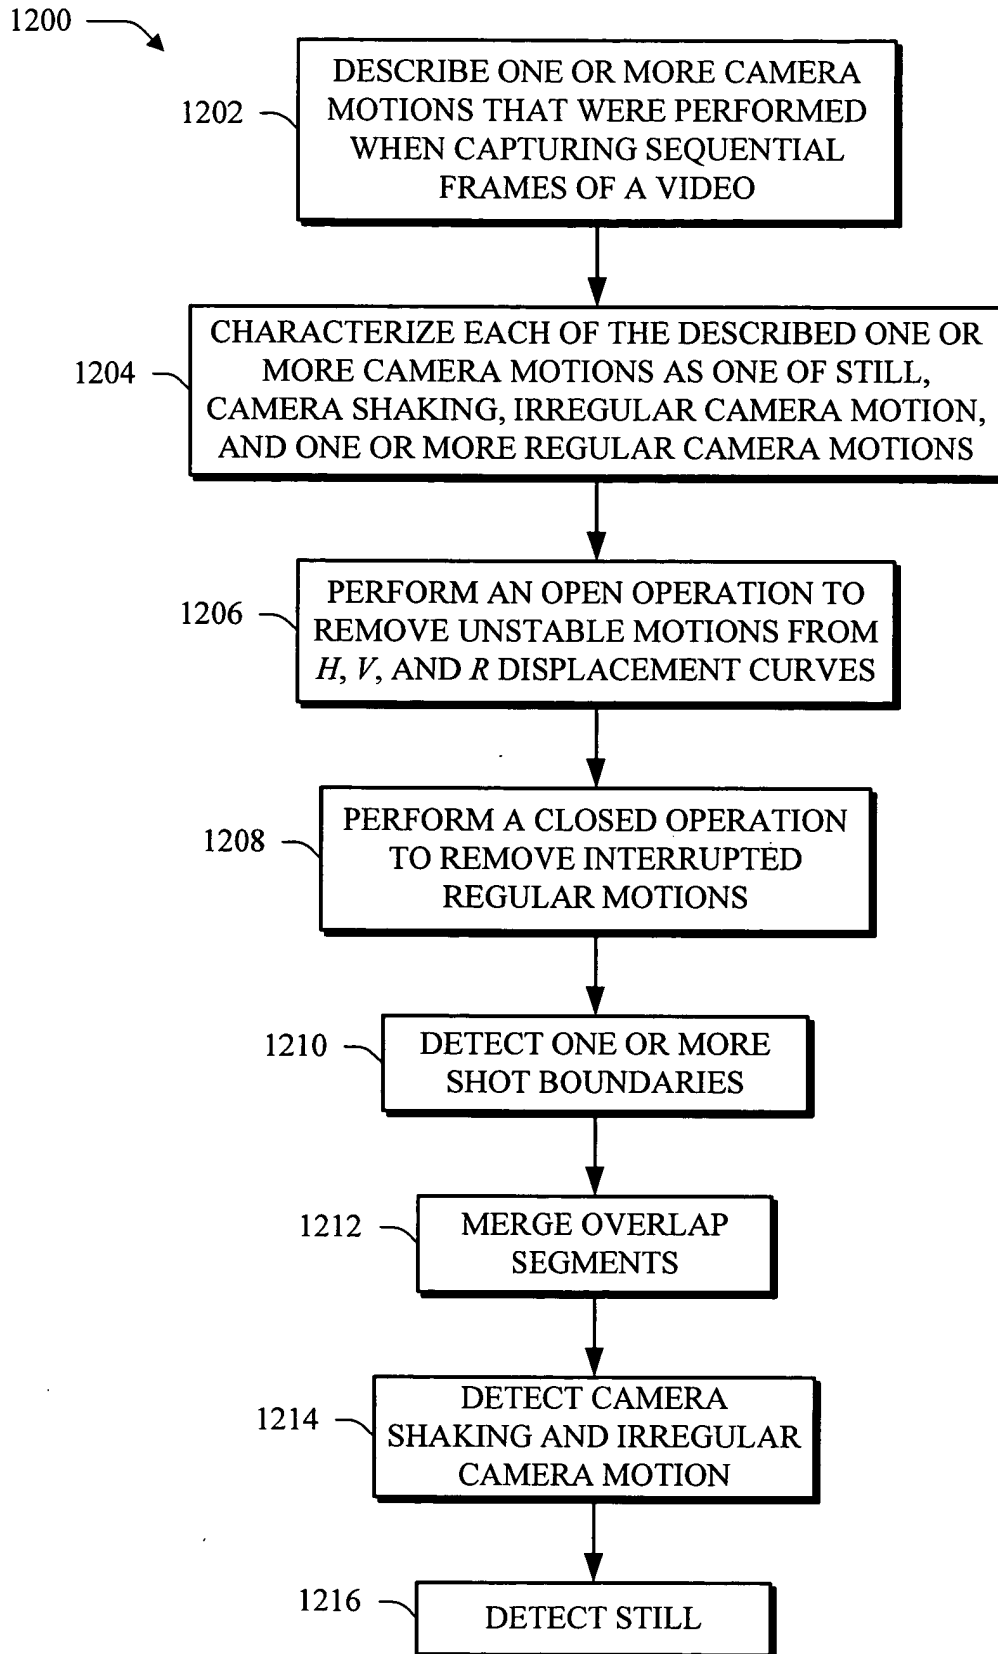 1200
1202
DESCRIBE ONE OR MORE CAMERA
MOTIONS THAT WERE PERFORMED
WHEN CAPTURING SEQUENTIAL
FRAMES OF A VIDEO
1204
CHARACTERIZE EACH OF THE DESCRIBED ONE OR
MORE CAMERA MOTIONS AS ONE OF STILL,
CAMERA SHAKING, IRREGULAR CAMERA MOTION,
AND ONE OR MORE REGULAR CAMERA MOTIONS
1206
PERFORM AN OPEN OPERATION TO
REMOVE UNSTABLE MOTIONS FROM
H, V, AND R DISPLACEMENT CURVES
1208
PERFORM A CLOSED OPERATION
TO REMOVE INTERRUPTED
REGULAR MOTIONS
1210
DETECT ONE OR MORE
SHOT BOUNDARIES
1212
MERGE OVERLAP
SEGMENTS
1214
DETECT CAMERA
SHAKING AND IRREGULAR
CAMERA MOTION
1216
DETECT STILL